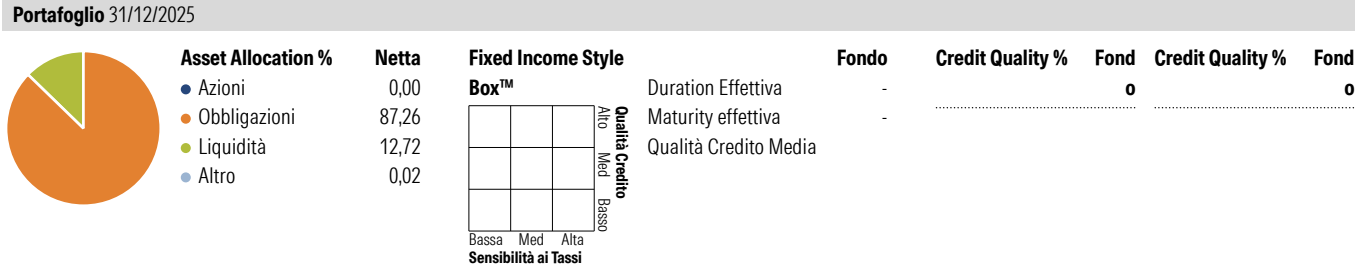 Portafoglio 31/12/2025
Asset Allocation % Netta
Azioni 0,00
Obbligazioni 87,26
Liquidità 12,72
Altro 0,02
Fixed Income Style
Box™
Alto Med Basso
Qualità Credito
Bassa Med Alta
Sensibilità ai Tassi
Fondo
Duration Effettiva -
Maturity effettiva -
Qualità Credito Media
Credit Quality % Fond
o
Credit Quality % Fond
o